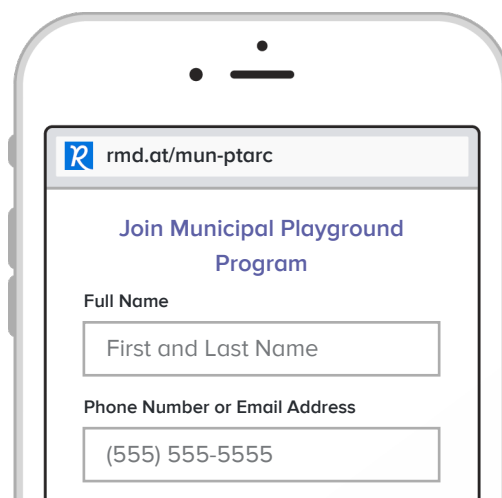 rmd.at/mun-ptarc
Join Municipal Playground
Program
Full Name
First and Last Name
Phone Number or Email Address
(555) 555-5555